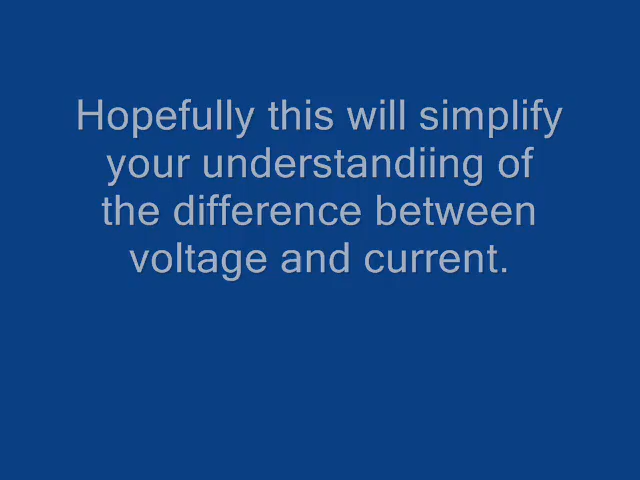 Hopefully this will simplify
your understandiing of
the difference between
voltage and current.